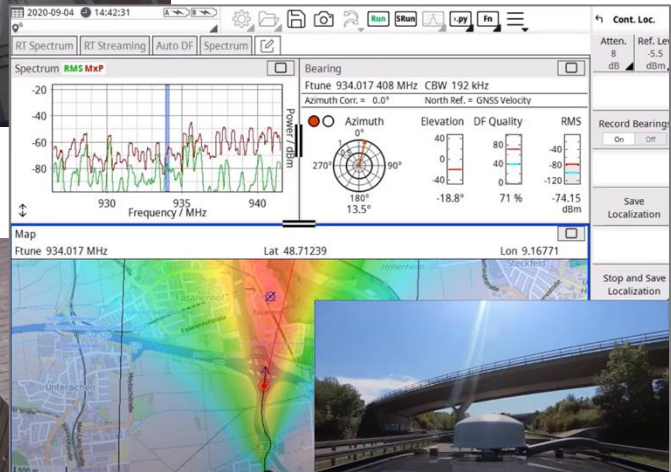 2020-09-04 14:42:31
Run SRun .py Fn
Cont. Loc.
Atten. Ref. Lev
8 -5.5
dB dBm
RT Spectrum RT Streaming Auto DF Spectrum
Spectrum RMS MxP
-20
-40
-60
-80
930 935 940
Frequency / MHz
Power / dBm
Bearing
Ftune 934.017 408 MHz CBW 192 kHz
Azimuth Corr. = 0.0° North Ref. = GNSS Velocity
Azimuth Elevation DF Quality RMS
0°
270° 90°
180°
13.5°
40
0
-40
-18.8°
80
40
0
71 %
-40
-80
-120
-74.15
dBm
Record Bearings
On Off
Save
Localization
Stop and Save
Localization
Map
Ftune 934.017 MHz Lat 48.71239 Lon 9.16771
Hohenheim
Steckfeld
Fasanenhof
Unteraichen